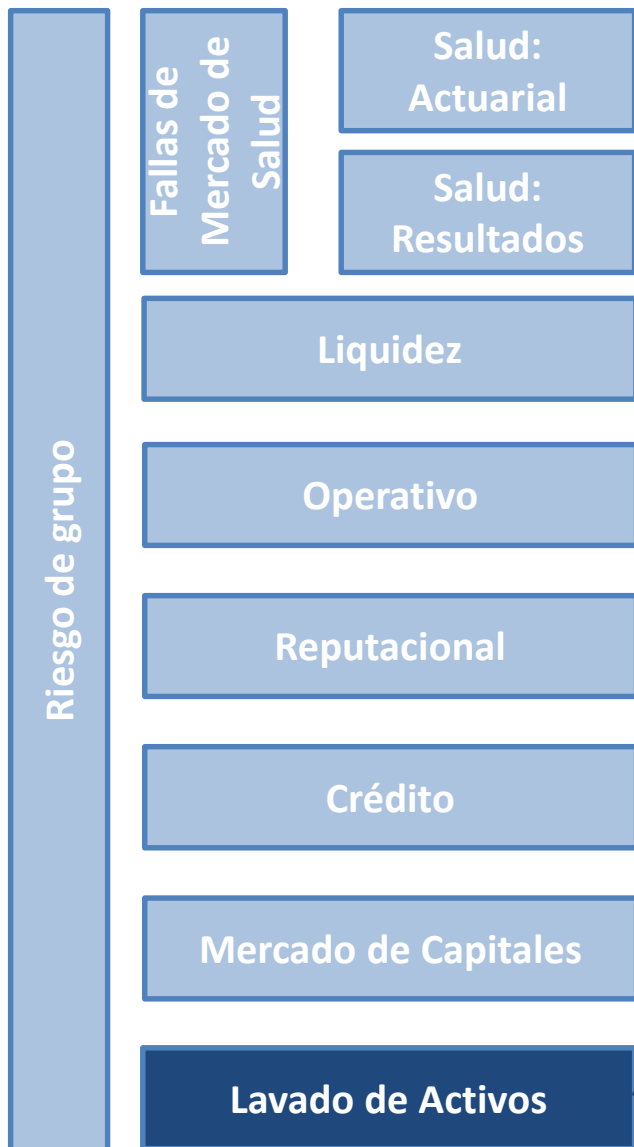 Riesgo de grupo
Fallas de
Mercado de
Salud
Salud:
Actuarial
Salud:
Resultados
Liquidez
Operativo
Reputacional
Crédito
Mercado de Capitales
Lavado de Activos